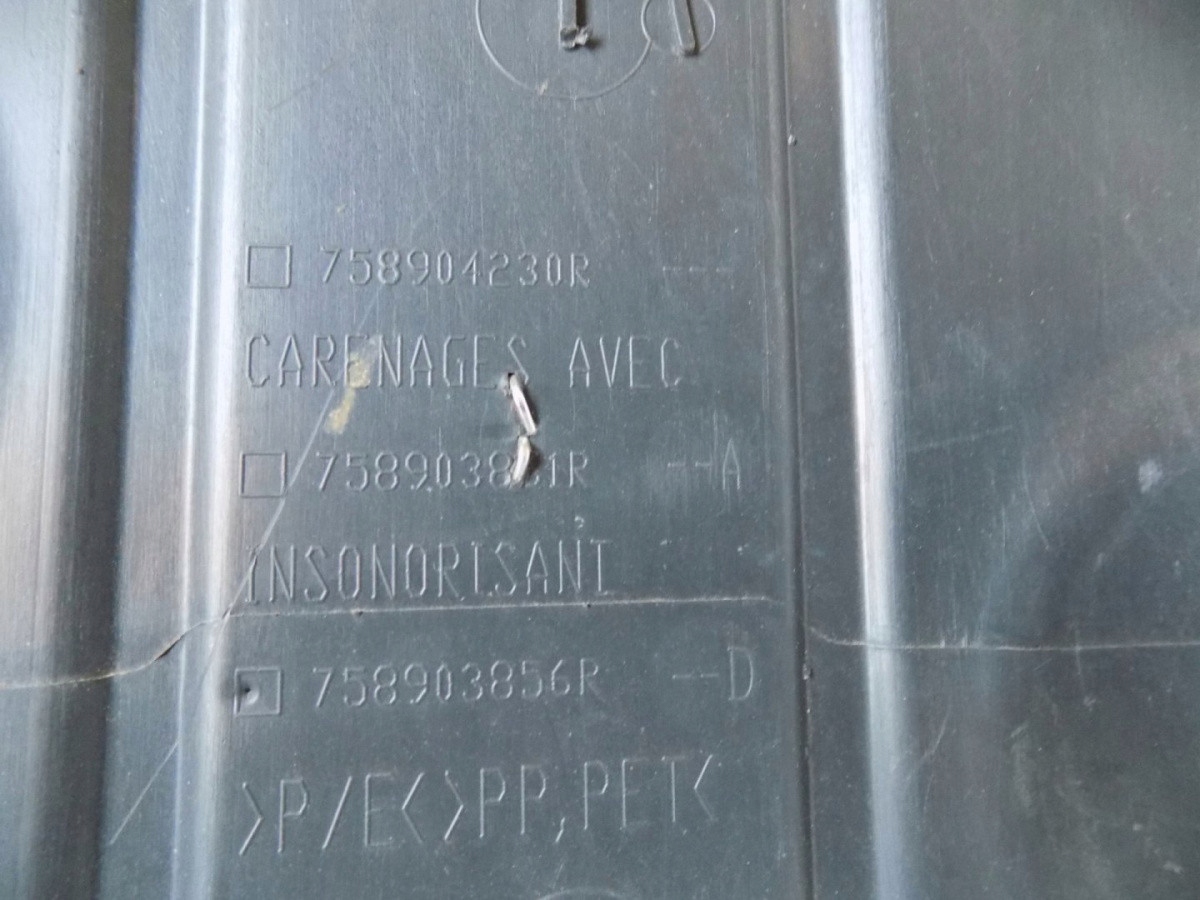 758904230R ---
CARENAGES AVEC
--A
INSONORISANT
758903856R --D
>P/E<>PP,PET<